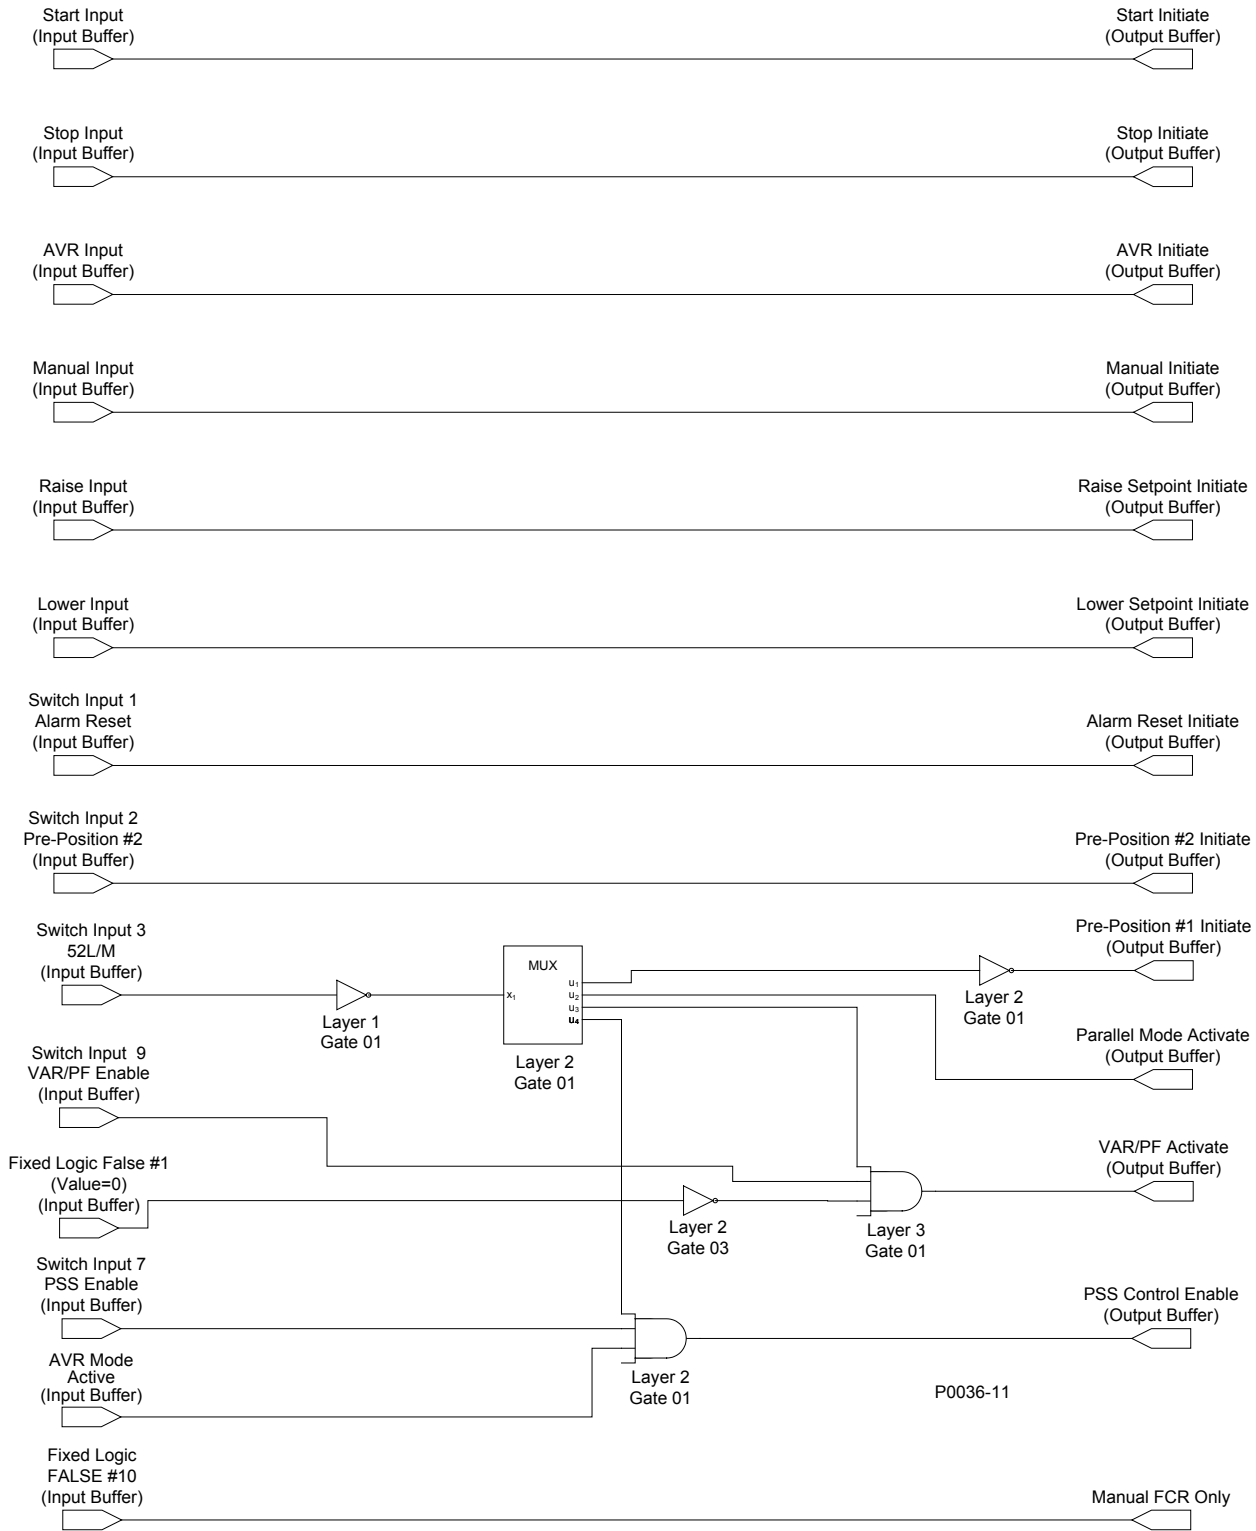 Start Input
(Input Buffer)
Start Initiate
(Output Buffer)
Stop Input
(Input Buffer)
Stop Initiate
(Output Buffer)
AVR Input
(Input Buffer)
AVR Initiate
(Output Buffer)
Manual Input
(Input Buffer)
Manual Initiate
(Output Buffer)
Raise Input
(Input Buffer)
Raise Setpoint Initiate
(Output Buffer)
Lower Input
(Input Buffer)
Lower Setpoint Initiate
(Output Buffer)
Switch Input 1
Alarm Reset
(Input Buffer)
Alarm Reset Initiate
(Output Buffer)
Switch Input 2
Pre-Position #2
(Input Buffer)
Pre-Position #2 Initiate
(Output Buffer)
Switch Input 3
52L/M
(Input Buffer)
Layer 1
Gate 01
MUX
x₁
u₁
u₂
u₃
u₄
Layer 2
Gate 01
Layer 2
Gate 01
Pre-Position #1 Initiate
(Output Buffer)
Parallel Mode Activate
(Output Buffer)
Switch Input 9
VAR/PF Enable
(Input Buffer)
Fixed Logic False #1
(Value=0)
(Input Buffer)
Layer 2
Gate 03
Layer 3
Gate 01
VAR/PF Activate
(Output Buffer)
Switch Input 7
PSS Enable
(Input Buffer)
AVR Mode
Active
(Input Buffer)
Layer 2
Gate 01
PSS Control Enable
(Output Buffer)
P0036-11
Fixed Logic
FALSE #10
(Input Buffer)
Manual FCR Only